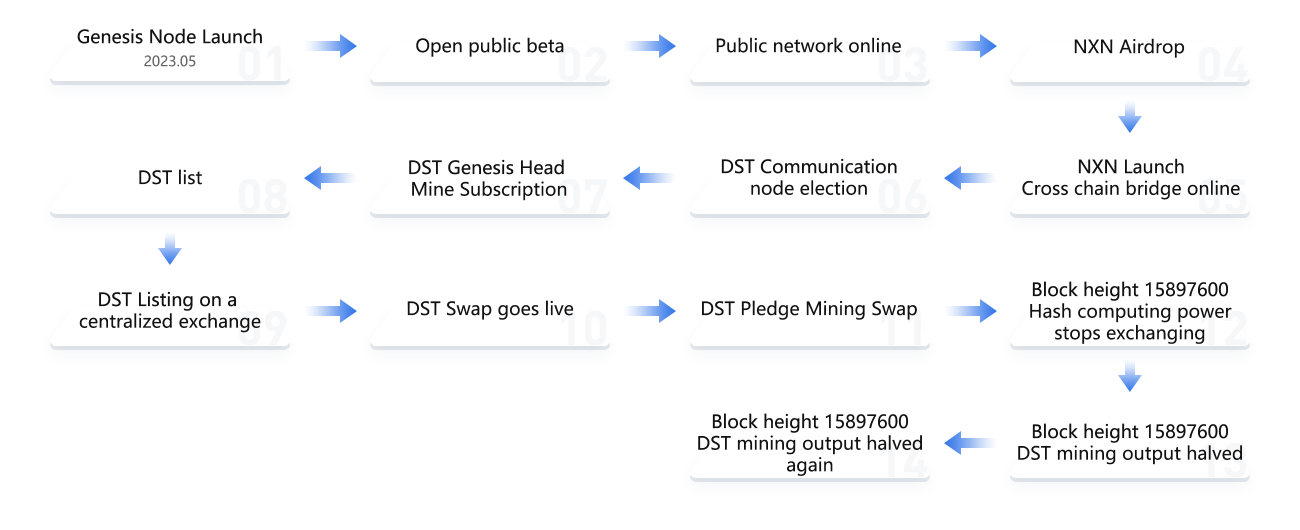 Genesis Node Launch
2023.05
01
Open public beta
02
Public network online
03
NXN Airdrop
04
NXN Launch
Cross chain bridge online
05
DST Communication
node election
06
DST Genesis Head
Mine Subscription
07
DST list
08
DST Listing on a
centralized exchange
09
DST Swap goes live
10
DST Pledge Mining Swap
11
Block height 15897600
Hash computing power
stops exchanging
12
Block height 15897600
DST mining output halved
13
Block height 15897600
DST mining output halved
again
14